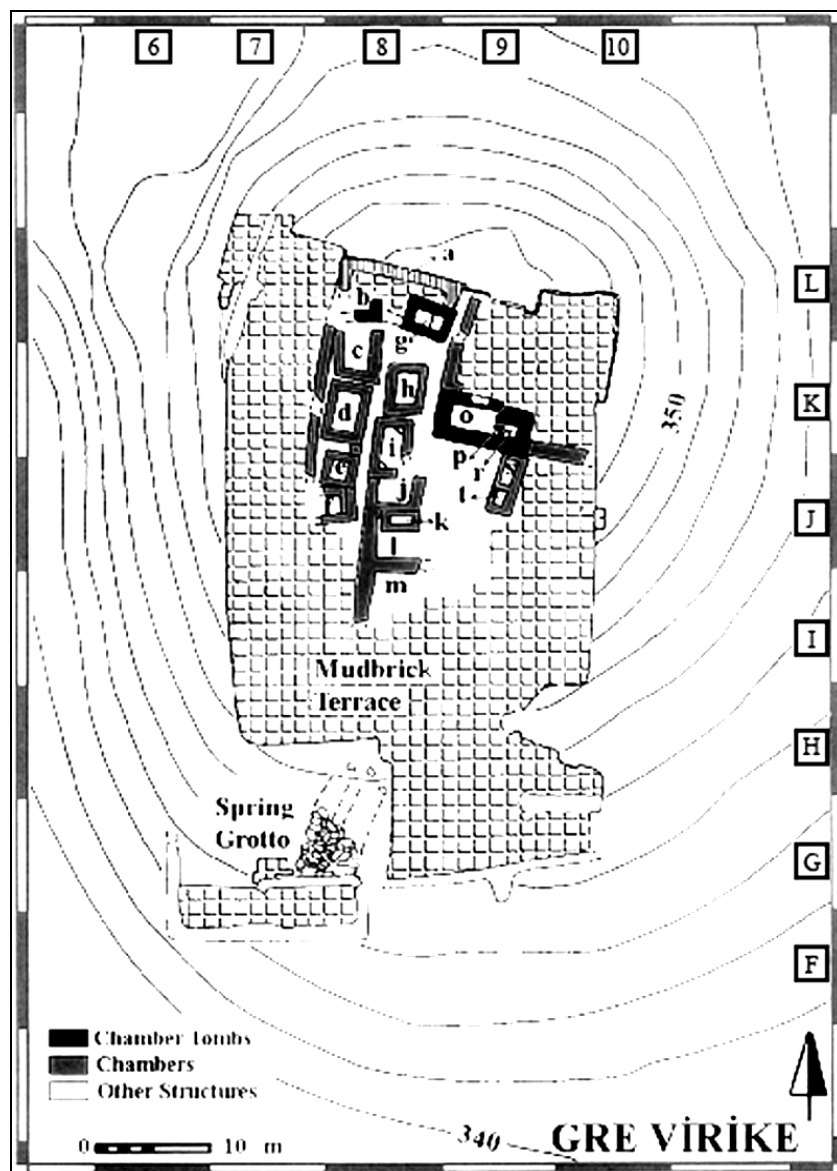 6 7 8 9 10
L
K
J
I
H
G
F
a
b
g
c
h
d
o
350
i
p
e
r
j
t
k
l
m
Mudbrick
Terrace
Spring
Grotto
Chamber Tombs
Chambers
Other Structures
0 10 m
340
GRE VİRİKE